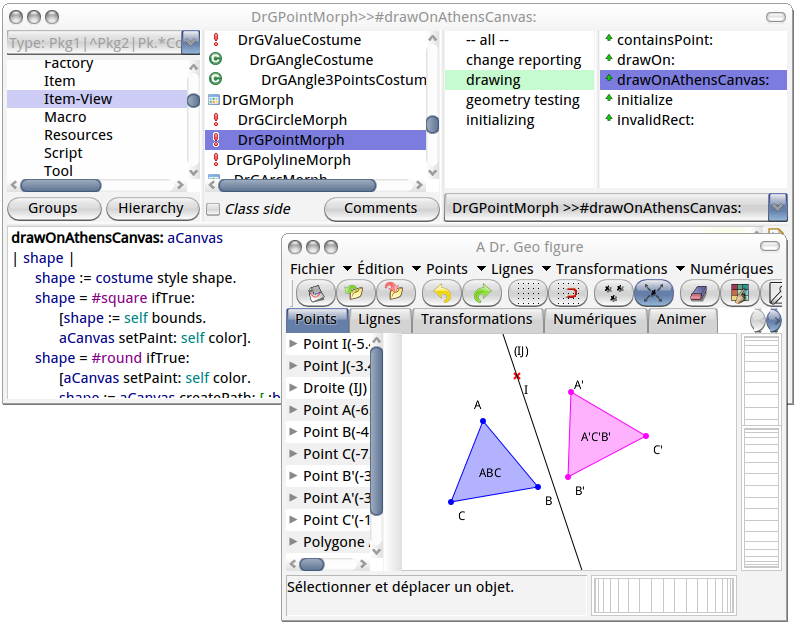 DrGPointMorph>>#drawOnAthensCanvas:
Type: Pkg1|^Pkg2|Pk.*Co
Factory
Item
Item-View
Macro
Resources
Script
Tool
DrGValueCostume
DrGAngleCostume
DrGAngle3PointsCostum
DrGMorph
DrGCircleMorph
DrGPointMorph
DrGPolylineMorph
DrGArcMorph
-- all --
change reporting
drawing
geometry testing
initializing
containsPoint:
drawOn:
drawOnAthensCanvas:
initialize
invalidRect:
Groups
Hierarchy
Class side
Comments
DrGPointMorph >>#drawOnAthensCanvas:
drawOnAthensCanvas: aCanvas
| shape |
shape := costume style shape.
shape = #square ifTrue:
[shape := self bounds.
aCanvas setPaint: self color].
shape = #round ifTrue:
[aCanvas setPaint: self color.
shape := aCanvas createPath: [ :b
A Dr. Geo figure
Fichier Édition Points Lignes Transformations Numériques
Points Lignes Transformations Numériques Animer
Point I(-5.
Point J(-3.4
Droite (IJ)
Point A(-6
Point B(-4
Point C(-7
Point B'(-3
Point A'(-3
Point C'(-1
Polygone
(IJ)
I
A
ABC
B
C
A'
A'C'B'
C'
B'
Sélectionner et déplacer un objet.